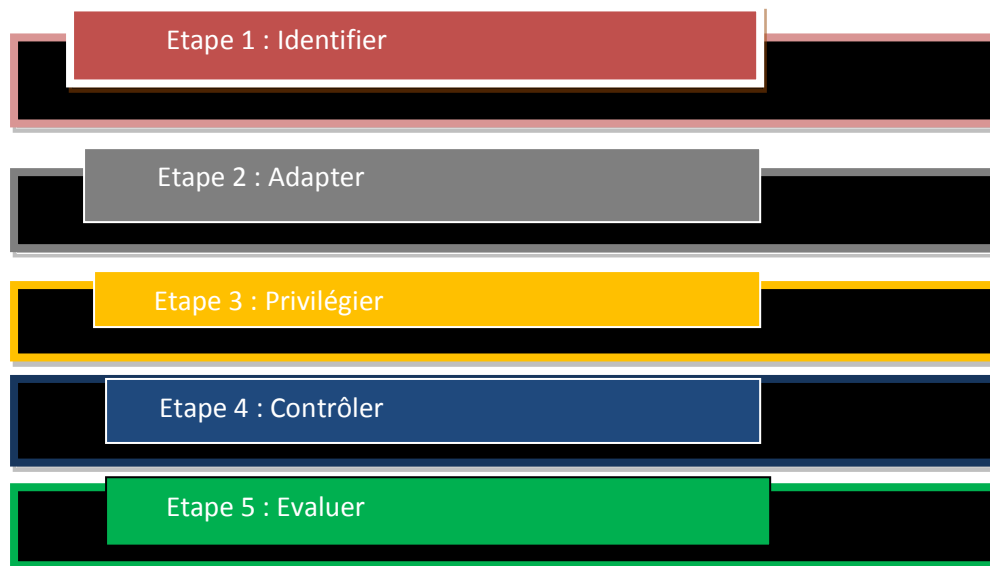 Etape 1 : Identifier
Etape 2 : Adapter
Etape 3 : Privilégier
Etape 4 : Contrôler
Etape 5 : Evaluer